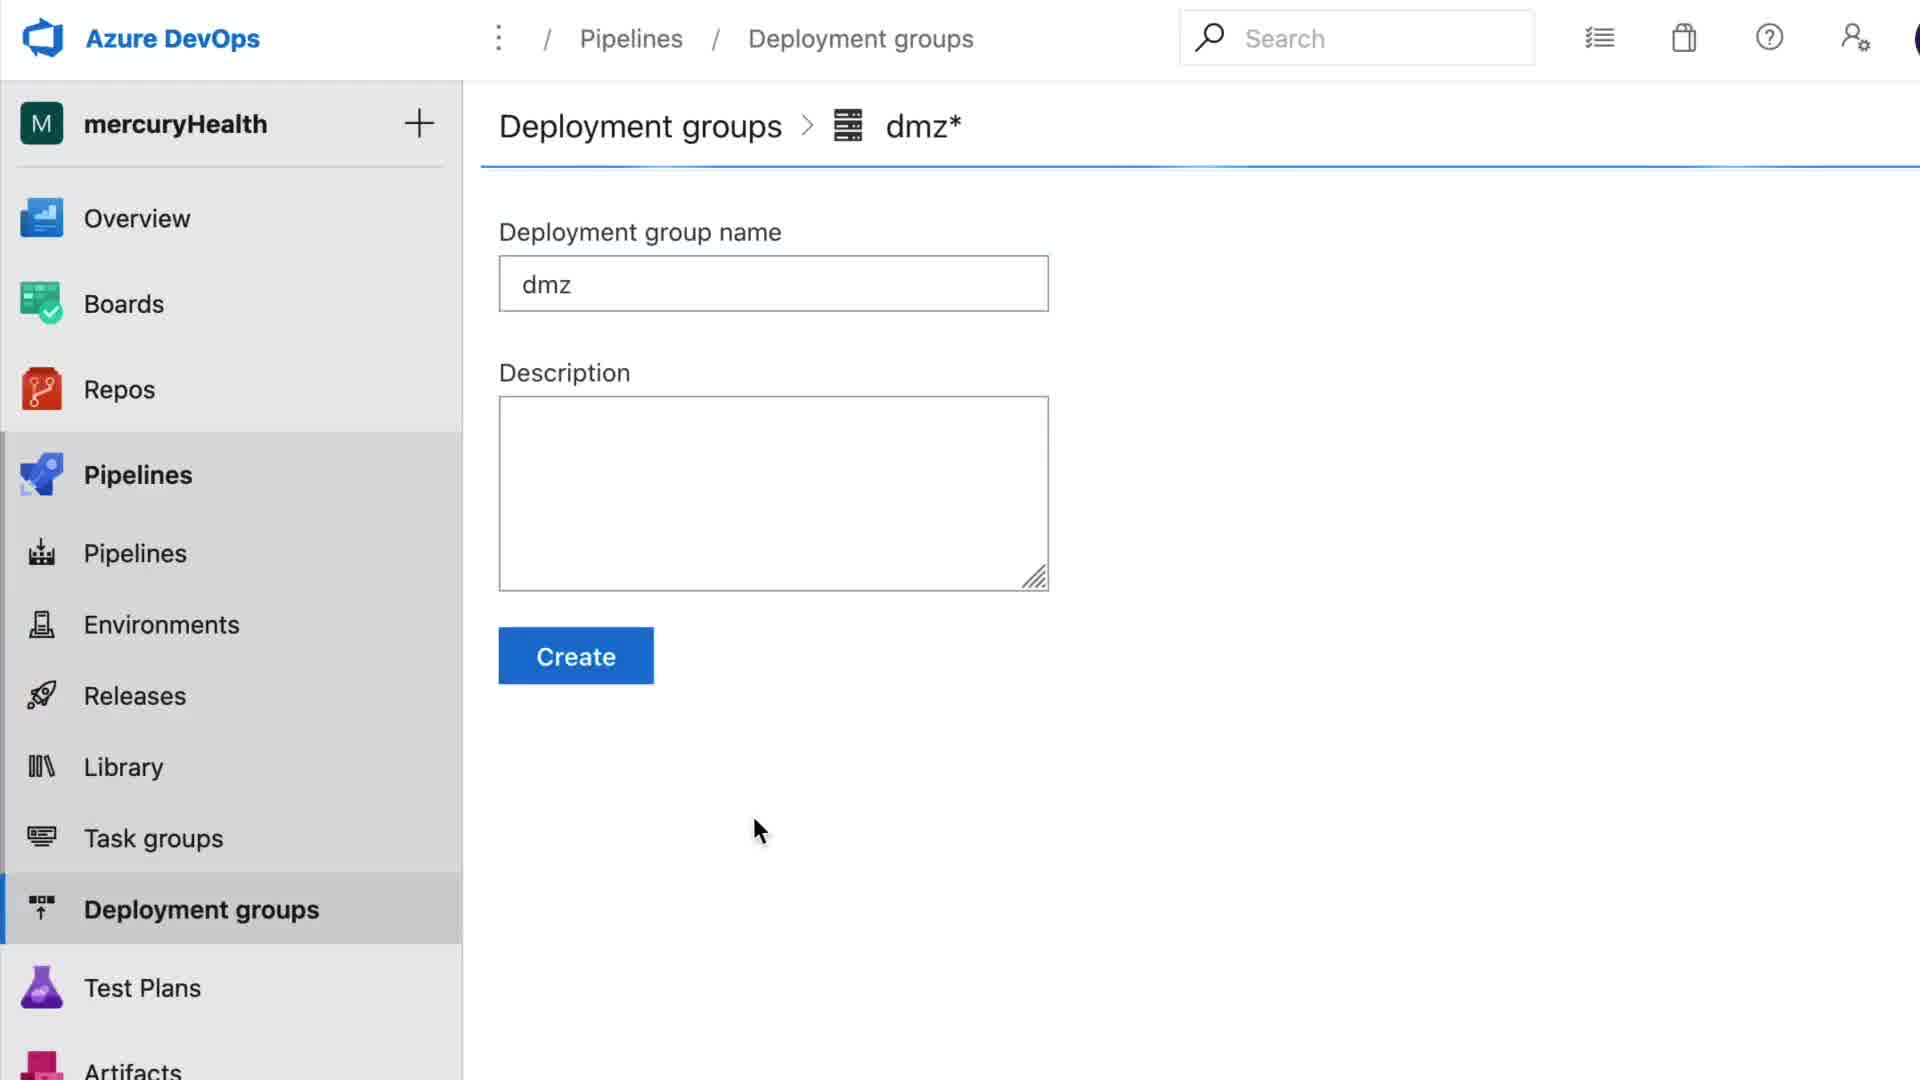 Azure DevOps
/ Pipelines / Deployment groups
Search
M mercuryHealth
Deployment groups > dmz*
Overview
Deployment group name
dmz
Boards
Description
Repos
Pipelines
Pipelines
Environments
Create
Releases
Library
Task groups
Deployment groups
Test Plans
Artifacts